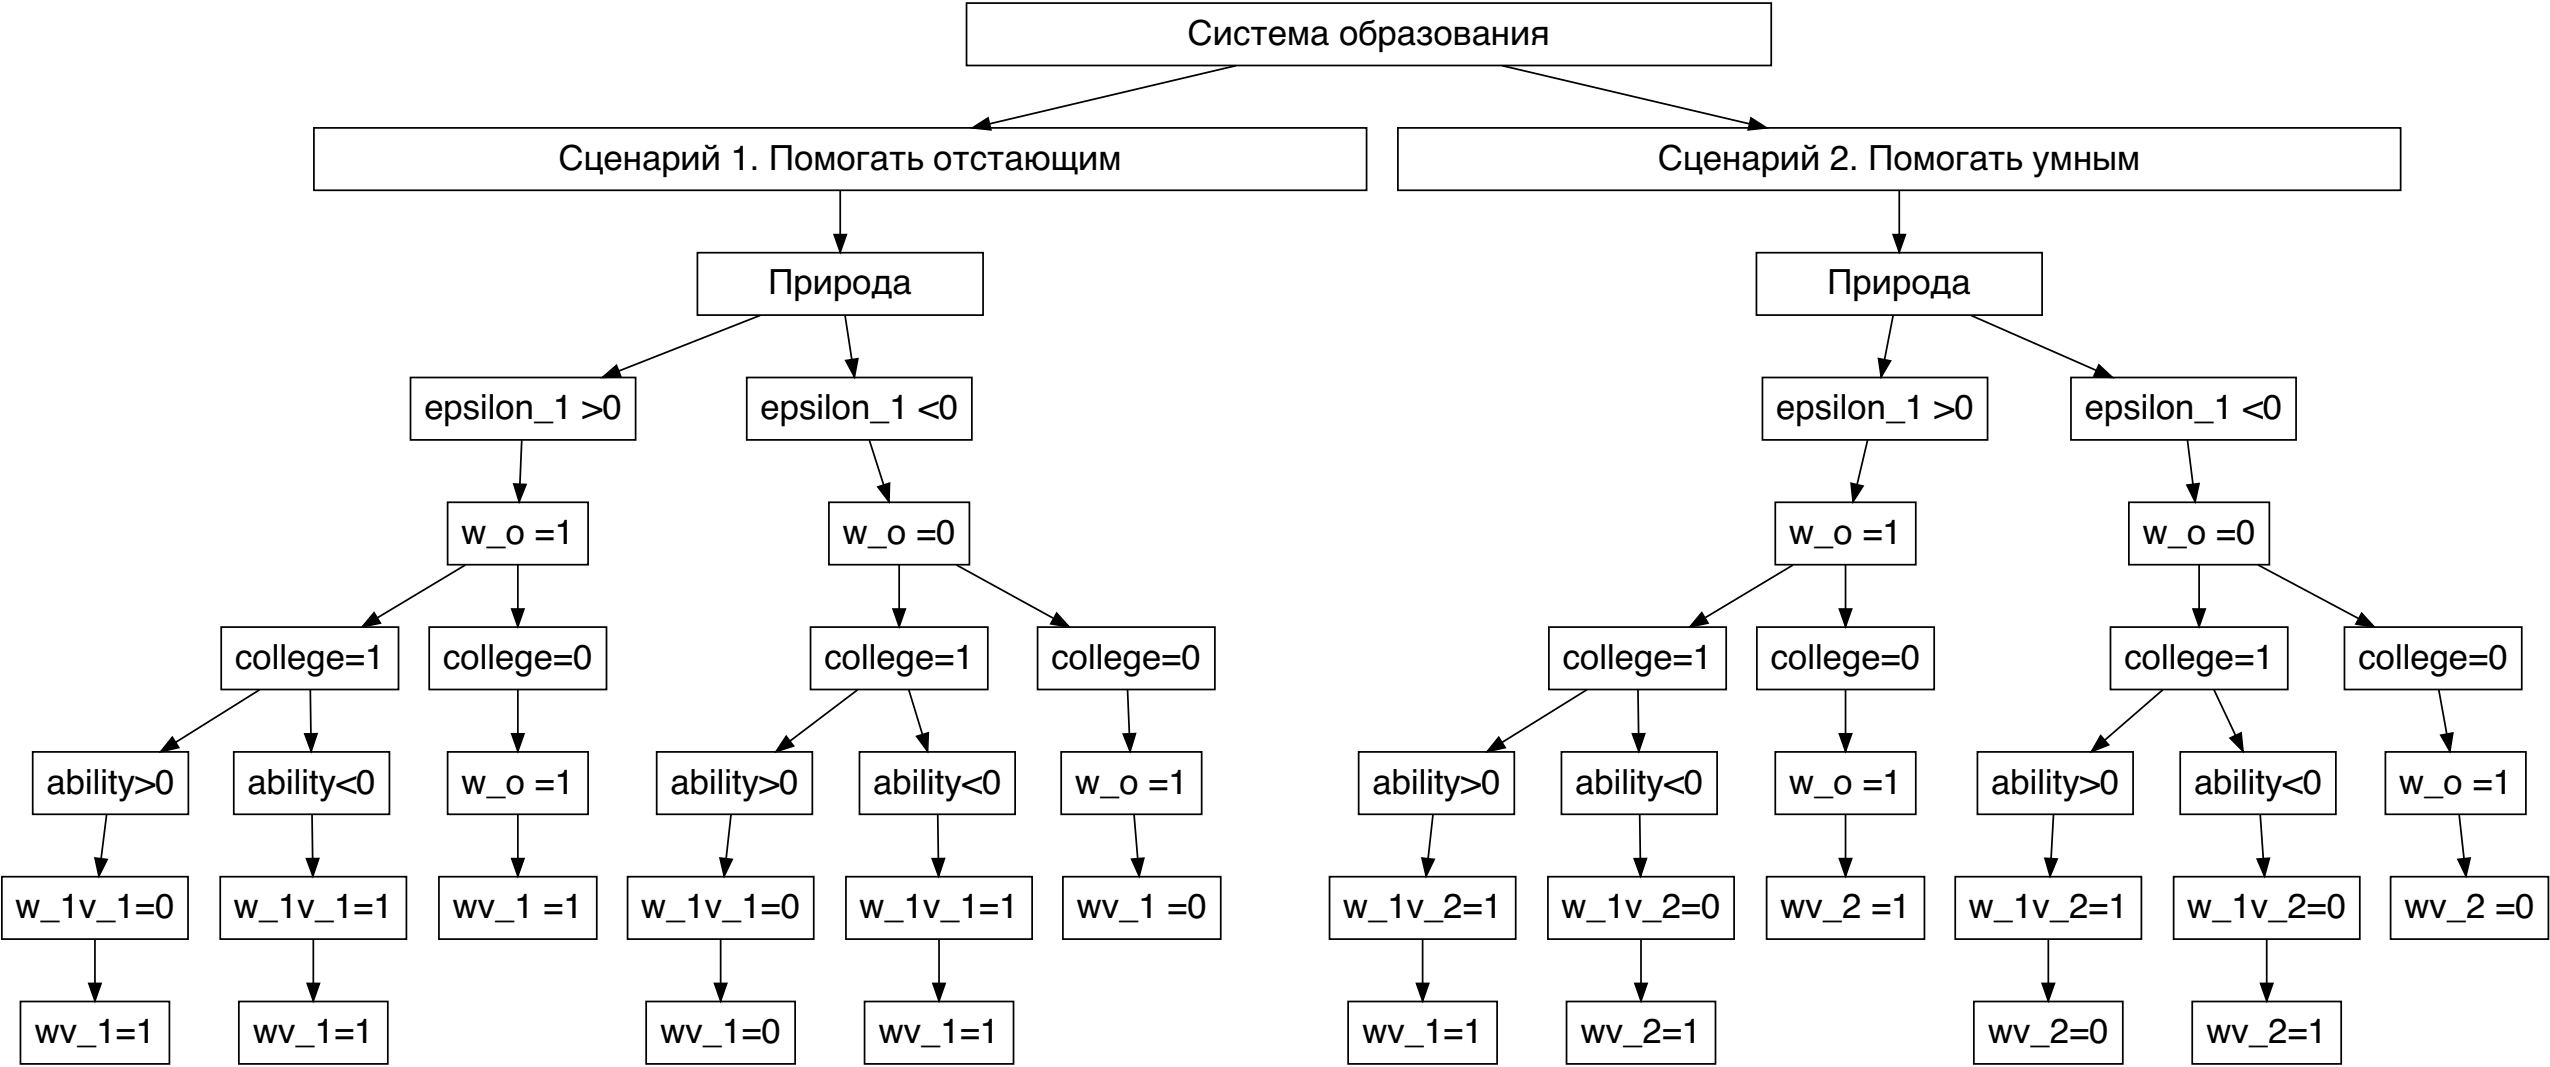 Система образования
Сценарий 1. Помогать отстающим
Сценарий 2. Помогать умным
Природа
Природа
epsilon_1 >0
epsilon_1 <0
epsilon_1 >0
epsilon_1 <0
w_o =1
w_o =0
w_o =1
w_o =0
college=1
college=0
college=1
college=0
college=1
college=0
college=1
college=0
ability>0
ability<0
w_o =1
ability>0
ability<0
w_o =1
ability>0
ability<0
w_o =1
ability>0
ability<0
w_o =1
w_1v_1=0
w_1v_1=1
wv_1 =1
w_1v_1=0
w_1v_1=1
wv_1 =0
w_1v_2=1
w_1v_2=0
wv_2 =1
w_1v_2=1
w_1v_2=0
wv_2 =0
wv_1=1
wv_1=1
wv_1=0
wv_1=1
wv_1=1
wv_2=1
wv_2=0
wv_2=1